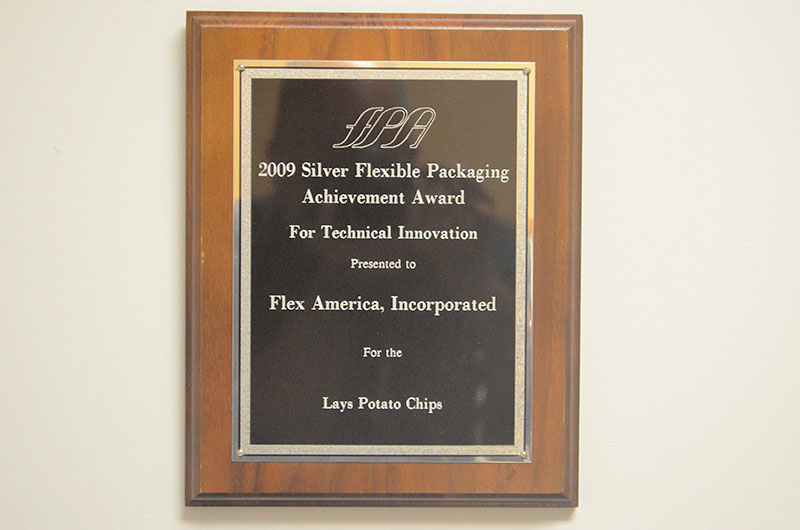 FPA
2009 Silver Flexible Packaging
Achievement Award
For Technical Innovation
Presented to
Flex America, Incorporated
For the
Lays Potato Chips